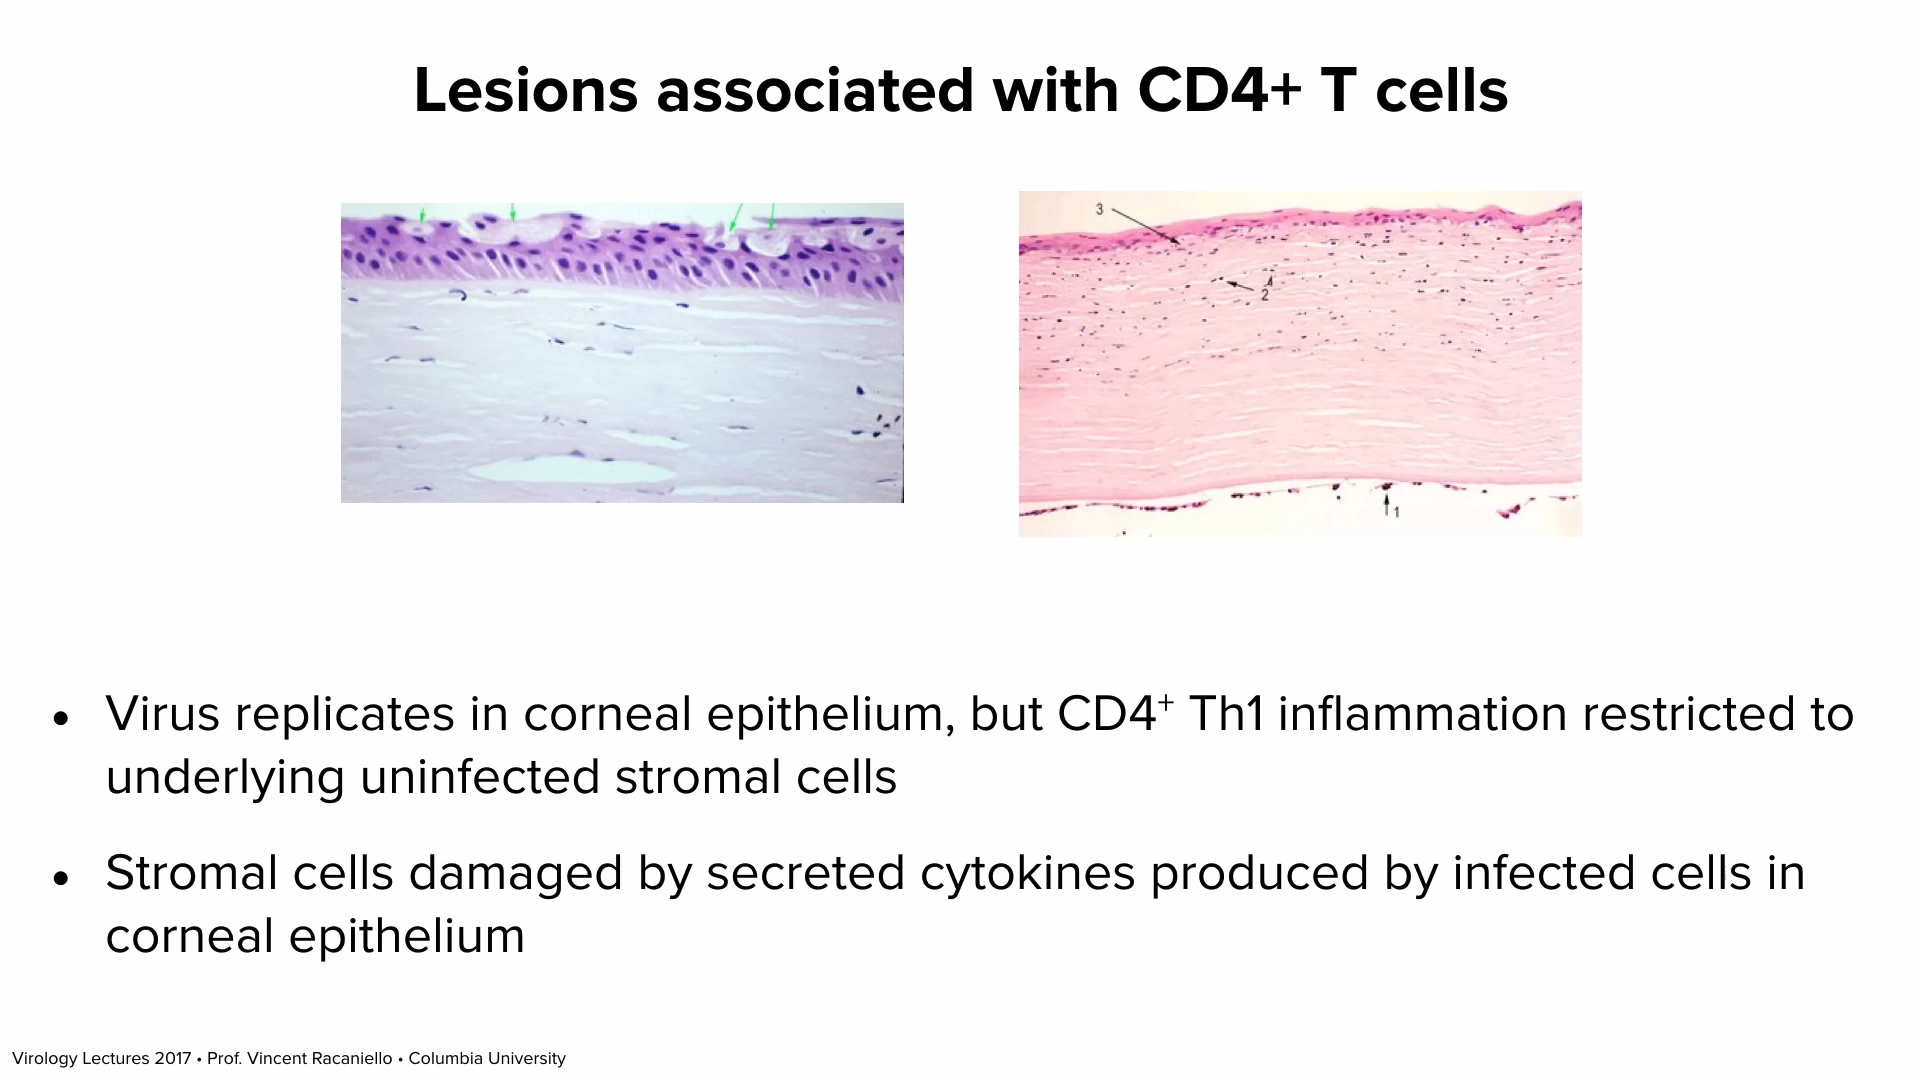 Lesions associated with CD4+ T cells
3
2
1
• Virus replicates in corneal epithelium, but CD4⁺ Th1 inflammation restricted to
underlying uninfected stromal cells
• Stromal cells damaged by secreted cytokines produced by infected cells in
corneal epithelium
Virology Lectures 2017 • Prof. Vincent Racaniello • Columbia University